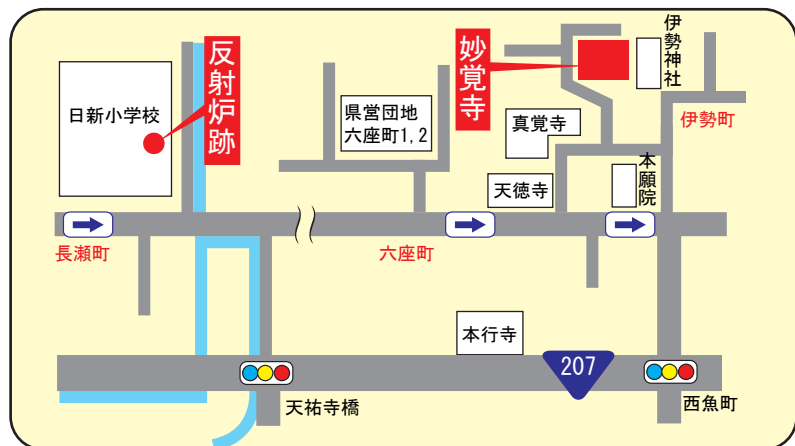 日新小学校
反射炉跡
県営団地
六座町1,2
妙覚寺
伊勢神社
真覚寺
伊勢町
天徳寺
本願院
長瀬町
六座町
本行寺
207
天祐寺橋
西魚町